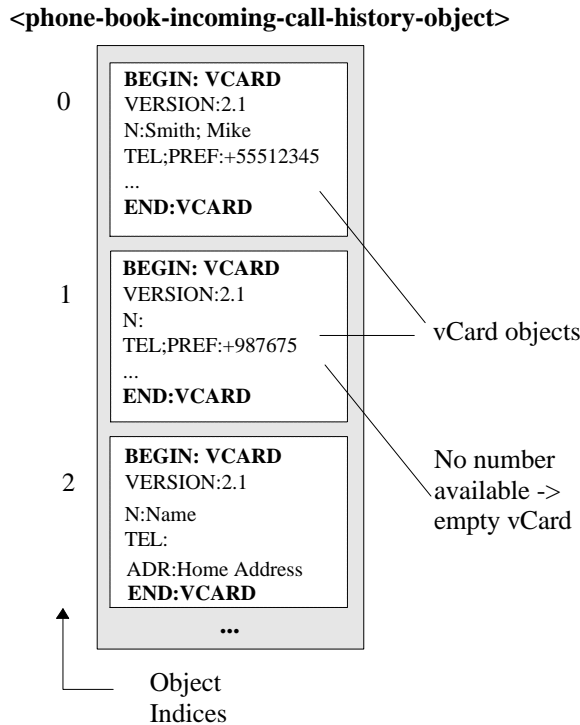 <phone-book-incoming-call-history-object>
0
BEGIN: VCARD
VERSION:2.1
N:Smith; Mike
TEL;PREF:+55512345
...
END:VCARD
1
BEGIN: VCARD
VERSION:2.1
N:
TEL;PREF:+987675
...
END:VCARD
vCard objects
2
BEGIN: VCARD
VERSION:2.1
N:Name
TEL:
ADR:Home Address
END:VCARD
No number
available ->
empty vCard
...
Object
Indices